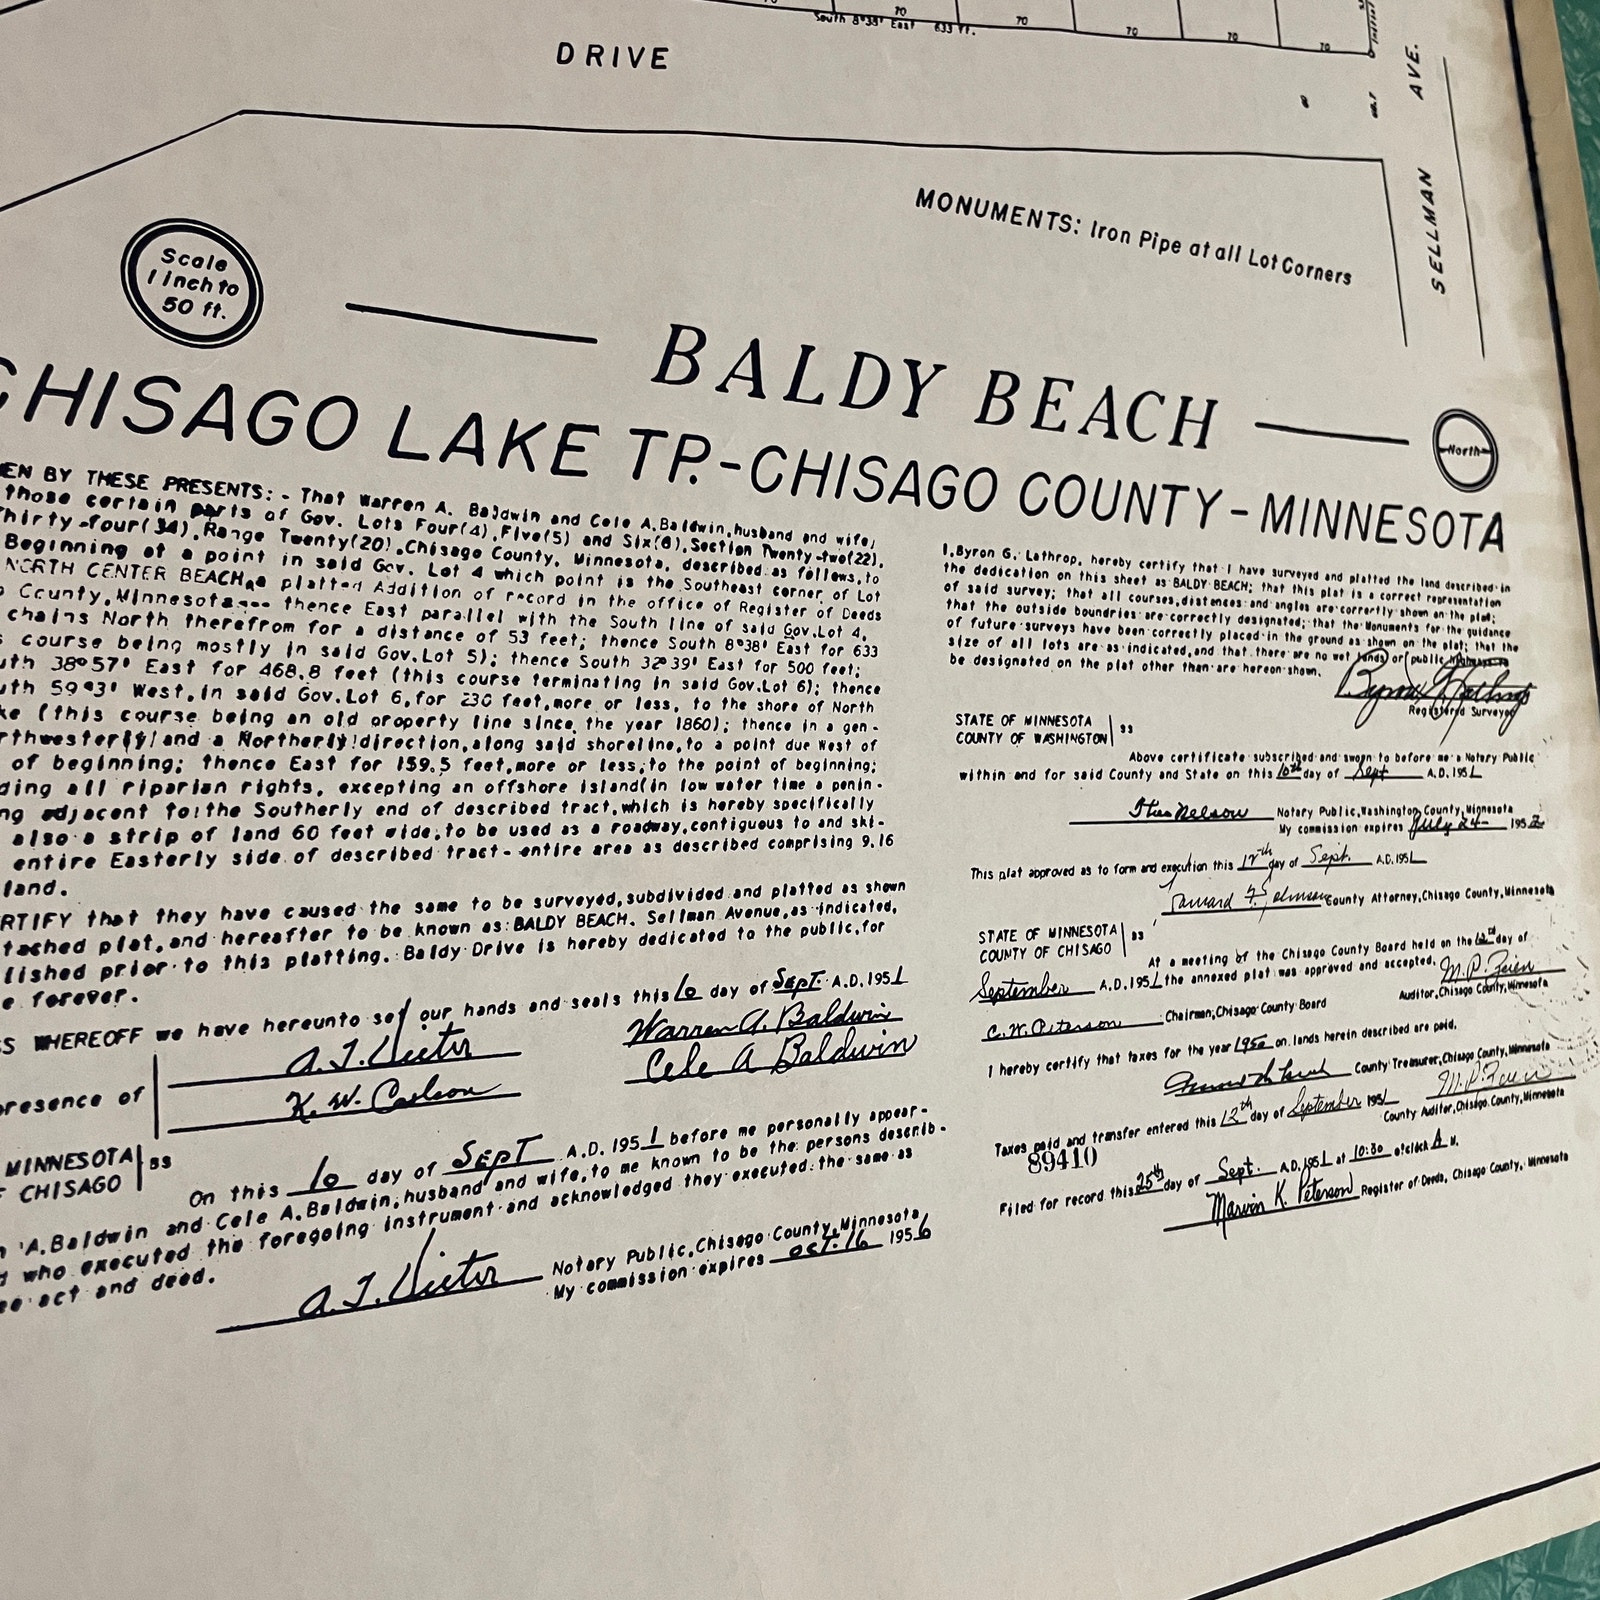 70
70
70
70
70
South 8°38' East 633 ft.
DRIVE
AVE.
SELLMAN
MONUMENTS: Iron Pipe at all Lot Corners
Scale
1 inch to
50 ft.
BALDY BEACH
North
CHISAGO LAKE TP.-CHISAGO COUNTY-MINNESOTA
EN BY THESE PRESENTS:- That Warren A. Baldwin and Cele A. Baldwin, husband and wife,
those certain parts of Gov. Lots Four(4), Five(5) and Six(6), Section Twenty-two(22),
Thirty-four(34), Range Twenty(20), Chisago County, Minnesota, described as follows, to
Beginning at a point in said Gov. Lot 4 which point is the Southeast corner of Lot
NORTH CENTER BEACH, a platted Addition of record in the office of Register of Deeds
County, Minnesota--- thence East parallel with the South line of said Gov. Lot 4,
chains North therefrom for a distance of 53 feet; thence South 8°38' East for 633
course being mostly in said Gov. Lot 5); thence South 32°39' East for 500 feet;
uth 38°57' East for 468.8 feet (this course terminating in said Gov. Lot 6); thence
uth West, in said Gov. Lot 6, for 230 feet, more or less, to the shore of North
ke (this course being an old property line since the year 1860); thence in a gen-
rthwesterly and a Northerly direction, along said shoreline, to a point due West of
of beginning; thence East for 159.5 feet, more or less, to the point of beginning;
ding all riparian rights, excepting an offshore island(in low water time a penin-
ng adjacent to the Southerly end of described tract, which is hereby specifically
also a strip of land 60 feet wide, to be used as a roadway, contiguous to and ski-
entire Easterly side of described tract-entire area as described comprising 9.16
land.
ERTIFY that they have caused the same to be surveyed, subdivided and platted as shown
tached plat, and hereafter to be known as BALDY BEACH. Sellman Avenue, as indicated,
lished prior to this platting. Baldy Drive is hereby dedicated to the public, for
e forever.
SS WHEREOFF we have hereunto set our hands and seals this 10 day of Sept. A.D. 1951
Warren A. Baldwin
Cele A Baldwin
presence of
A. J. Vieter
K. W. Carlson
MINNESOTA
F CHISAGO
SS
On this 10 day of SEPT A.D. 1951 before me personally appear-
A. Baldwin and Cele A. Baldwin, husband and wife, to me known to be the persons describ-
d who executed the foregoing instrument and acknowledged they executed the same as
ee act and deed.
A. J. Vieter
Notary Public, Chisago County, Minnesota
My commission expires Oct. 16 1956
I, Byron G. Lathrop, hereby certify that I have surveyed and platted the land described in
the dedication on this sheet as BALDY BEACH; that this plat is a correct representation
of said survey; that all courses, distances and angles are correctly shown on the plat;
that the outside boundries are correctly designated; that the Monuments for the guidance
of future surveys have been correctly placed in the ground as shown on the plat; that the
size of all lots are as indicated, and that there are no wet lands or public highways to
be designated on the plat other than are hereon shown.
Byron G Lathrop
Registered Surveyor
STATE OF MINNESOTA
COUNTY OF WASHINGTON
SS
Above certificate subscribed and sworn to before me a Notary Public
within and for said County and State on this 10th day of Sept A.D. 1951
Nelson
Notary Public, Washington County, Minnesota
My commission expires July 24 195
This plat approved as to form and execution this 12th day of Sept. A.D. 1951
County Attorney, Chisago County, Minnesota
STATE OF MINNESOTA
COUNTY OF CHISAGO
SS
At a meeting of the Chisago County Board held on the 12th day of
September A.D. 1951 the annexed plat was approved and accepted.
M. P. Feien
Auditor, Chisago County, Minnesota
C. W. Peterson Chairman, Chisago County Board
I hereby certify that taxes for the year 1950 on lands herein described are paid.
County Treasurer, Chisago County, Minnesota
Taxes paid and transfer entered this 12th day of September 1951
M. P. Feien
County Auditor, Chisago County, Minnesota
89410
Filed for record this 25th day of Sept. A.D. 1951 at 10:30 o'clock A M.
Marvin K. Peterson Register of Deeds, Chisago County, Minnesota